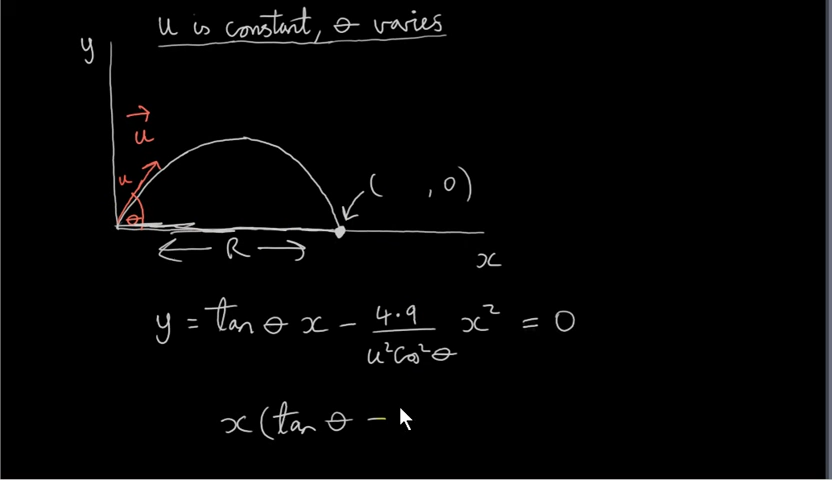 u is constant, θ varies
y
u
u
θ
( , 0)
R
x
y = tan θ x − 4·9/u²Cos²θ x² = 0
x(tan θ −